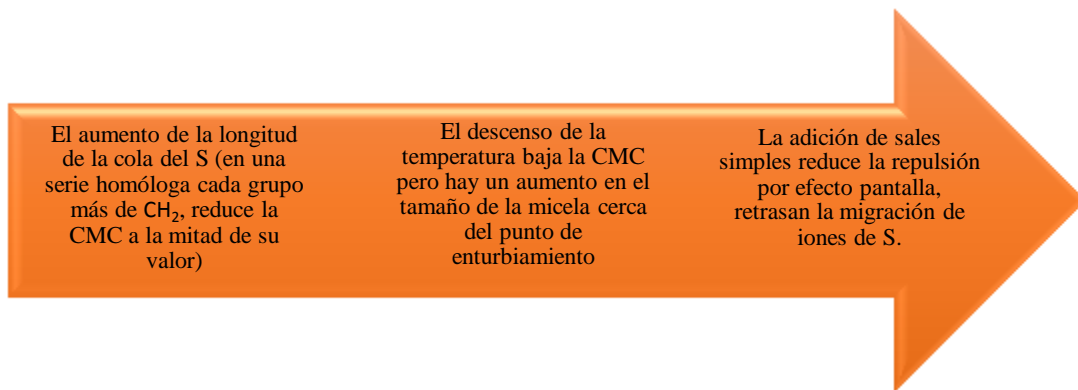 El aumento de la longitud
de la cola del S (en una
serie homóloga cada grupo
más de CH₂, reduce la
CMC a la mitad de su
valor)
El descenso de la
temperatura baja la CMC
pero hay un aumento en el
tamaño de la micela cerca
del punto de
enturbiamiento
La adición de sales
simples reduce la repulsión
por efecto pantalla,
retrasan la migración de
iones de S.